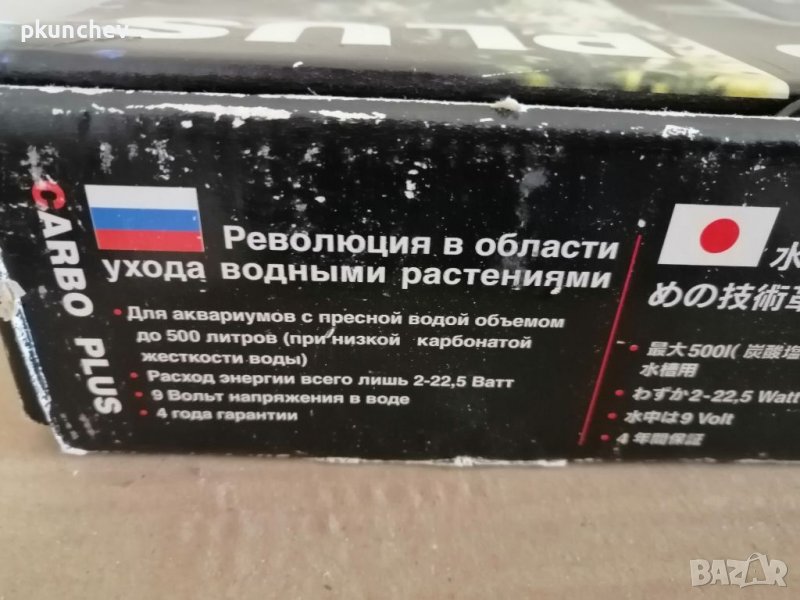 pkunchev
PLUS
CARBO PLUS
Революция в области
ухода водными растениями
• Для аквариумов с пресной водой объемом
до 500 литров (при низкой карбонатой
жесткости воды)
• Расход энергии всего лишь 2-22,5 Ватт
• 9 Вольт напряжения в воде
• 4 года гарантии
水
めの技術革
• 最大500l( 炭酸塩
水槽用
• わずか2-22,5 Watt
• 水中は9 Volt
• 4年間保証
BAZAR